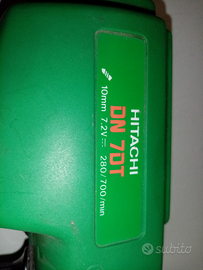 HITACHI
DN 7DT
10mm 7.2V⎓ 280/700/min
subito